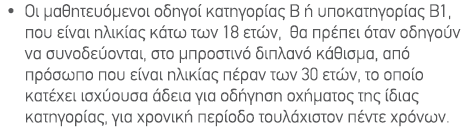 • Οι μαθητευόμενοι οδηγοί κατηγορίας Β ή υποκατηγορίας Β1,
που είναι ηλικίας κάτω των 18 ετών, θα πρέπει όταν οδηγούν
να συνοδεύονται, στο μπροστινό διπλανό κάθισμα, από
πρόσωπο που είναι ηλικίας πέραν των 30 ετών, το οποίο
κατέχει ισχύουσα άδεια για οδήγηση οχήματος της ίδιας
κατηγορίας, για χρονική περίοδο τουλάχιστον πέντε χρόνων.